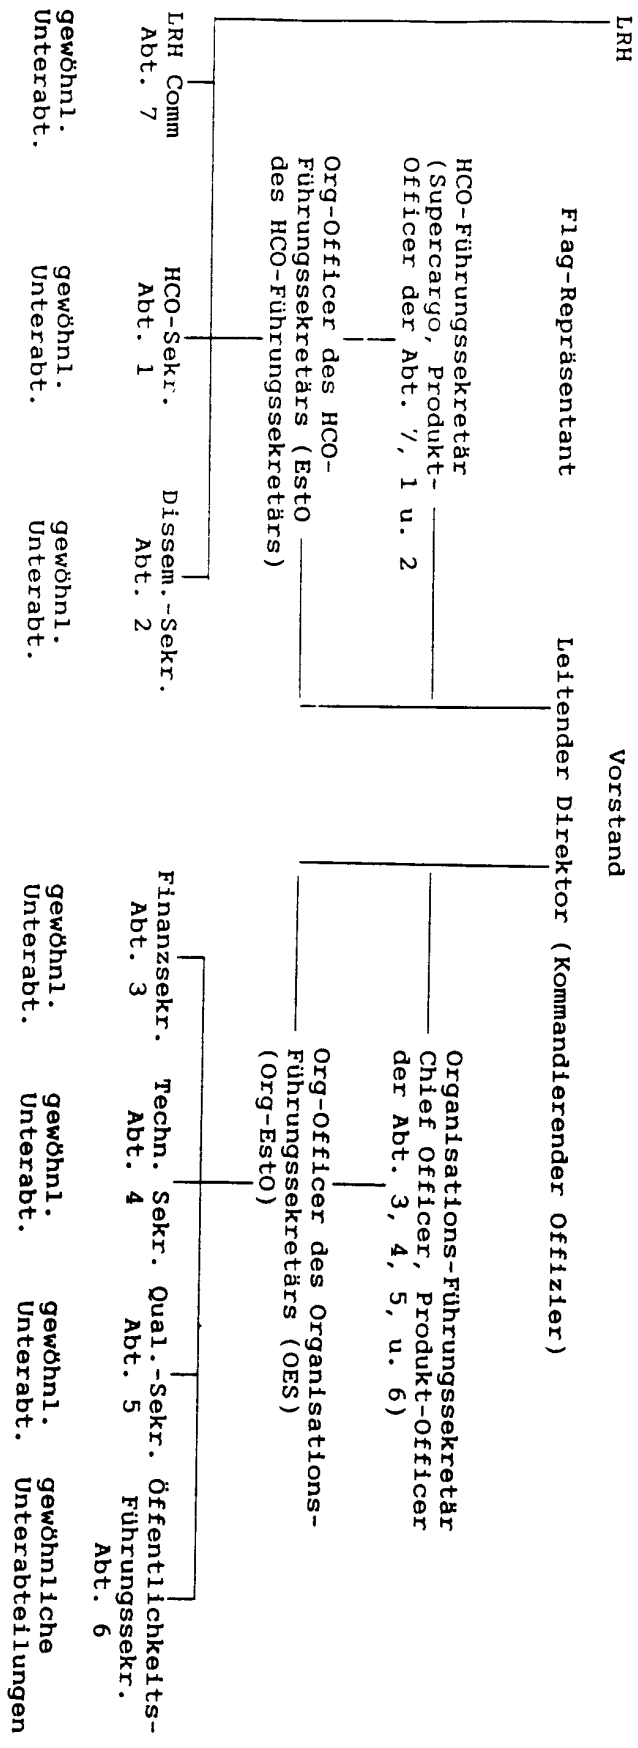 LRH
Vorstand
Flag-Repräsentant
Leitender Direktor (Kommandierender Offizier)
HCO-Führungssekretär
(Supercargo, Produkt-
Officer der Abt. 7, 1 u. 2
Organisations-Führungssekretär
Chief Officer, Produkt-Officer
der Abt. 3, 4, 5, u. 6)
Org-Officer des HCO-
Führungssekretärs (EstO
des HCO-Führungssekretärs)
Org-Officer des Organisations-
Führungssekretärs (OES)
(Org-EstO)
LRH Comm
Abt. 7
HCO-Sekr.
Abt. 1
Dissem.-Sekr.
Abt. 2
Finanzsekr.
Abt. 3
Techn. Sekr.
Abt. 4
Qual.-Sekr.
Abt. 5
Öffentlichkeits-
Führungssekr.
Abt. 6
gewöhnl.
Unterabt.
gewöhnl.
Unterabt.
gewöhnl.
Unterabt.
gewöhnl.
Unterabt.
gewöhnl.
Unterabt.
gewöhnl.
Unterabt.
gewöhnliche
Unterabteilungen